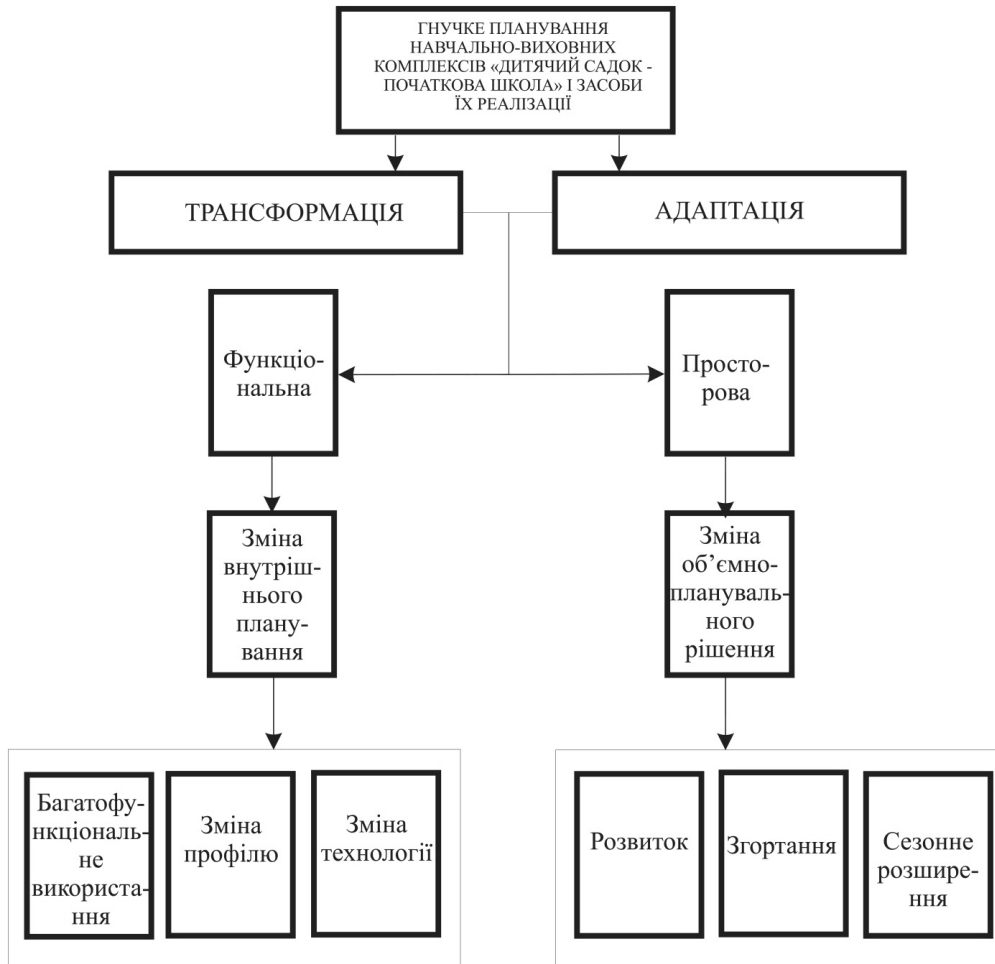 ГНУЧКЕ ПЛАНУВАННЯ
НАВЧАЛЬНО-ВИХОВНИХ
КОМПЛЕКСІВ «ДИТЯЧИЙ САДОК -
ПОЧАТКОВА ШКОЛА» І ЗАСОБИ
ЇХ РЕАЛІЗАЦІЇ
ТРАНСФОРМАЦІЯ
АДАПТАЦІЯ
Функціо-
нальна
Просто-
рова
Зміна
внутріш-
нього
плану-
вання
Зміна
об’ємно-
планваль-
ного
рішення
Багатофу-
нкціональ-
не
використа-
ння
Зміна
профілю
Зміна
технології
Розвиток
Згортання
Сезонне
розшире-
ння